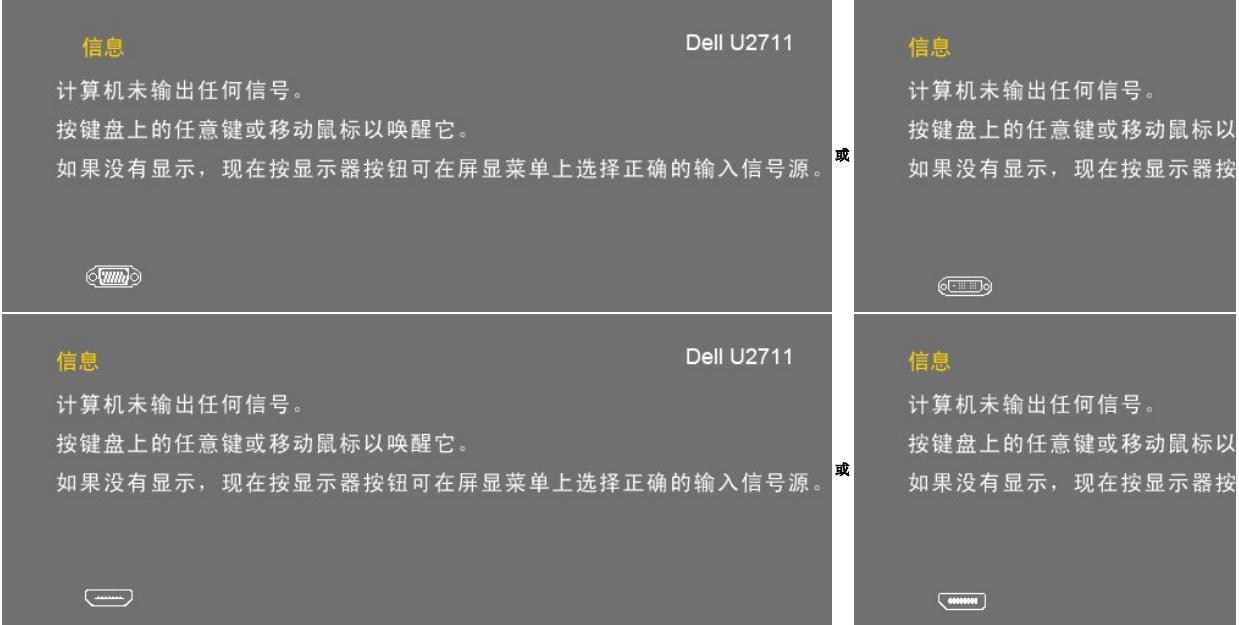 信息
Dell U2711
计算机未输出任何信号。
按键盘上的任意键或移动鼠标以唤醒它。
如果没有显示，现在按显示器按钮可在屏显菜单上选择正确的输入信号源。
或
信息
计算机未输出任何信号。
按键盘上的任意键或移动鼠标以
如果没有显示，现在按显示器按
信息
Dell U2711
计算机未输出任何信号。
按键盘上的任意键或移动鼠标以唤醒它。
如果没有显示，现在按显示器按钮可在屏显菜单上选择正确的输入信号源。
或
信息
计算机未输出任何信号。
按键盘上的任意键或移动鼠标以
如果没有显示，现在按显示器按